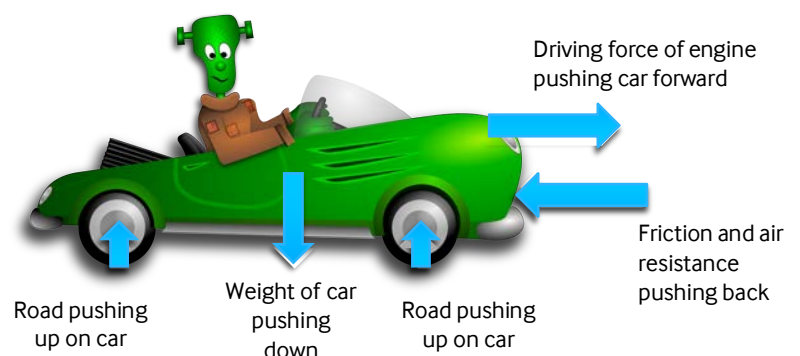 Driving force of engine
pushing car forward
Friction and air
resistance
pushing back
Road pushing
up on car
Weight of car
pushing
down
Road pushing
up on car